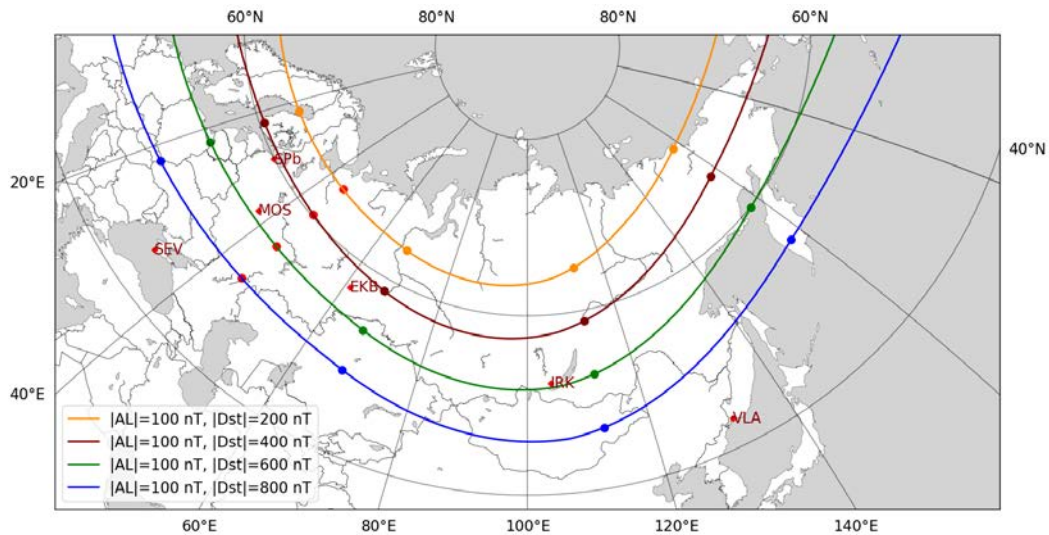 60°N 80°N 80°N 60°N
40°N
20°E
SPb
MOS
SEV
EKB
IRK
40°E
VLA
|AL|=100 nT, |Dst|=200 nT
|AL|=100 nT, |Dst|=400 nT
|AL|=100 nT, |Dst|=600 nT
|AL|=100 nT, |Dst|=800 nT
60°E 80°E 100°E 120°E 140°E